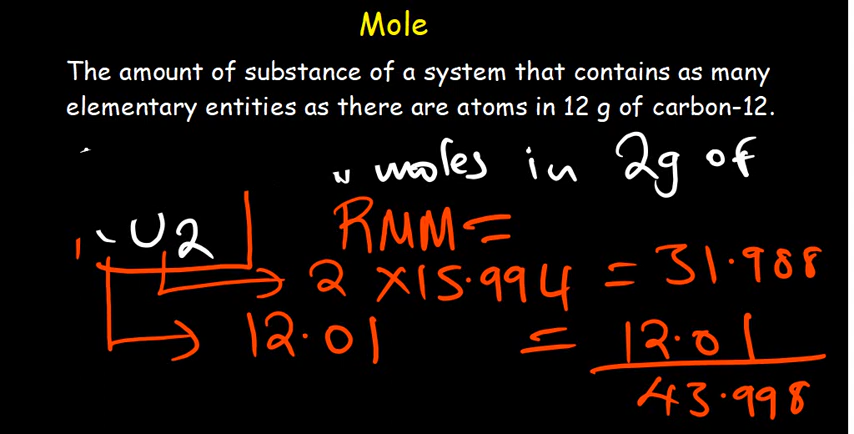 Mole
The amount of substance of a system that contains as many
elementary entities as there are atoms in 12 g of carbon-12.
moles in 2g of
RMM=
2 ×15.994 = 31.988
12.01 = 12.01
43.998